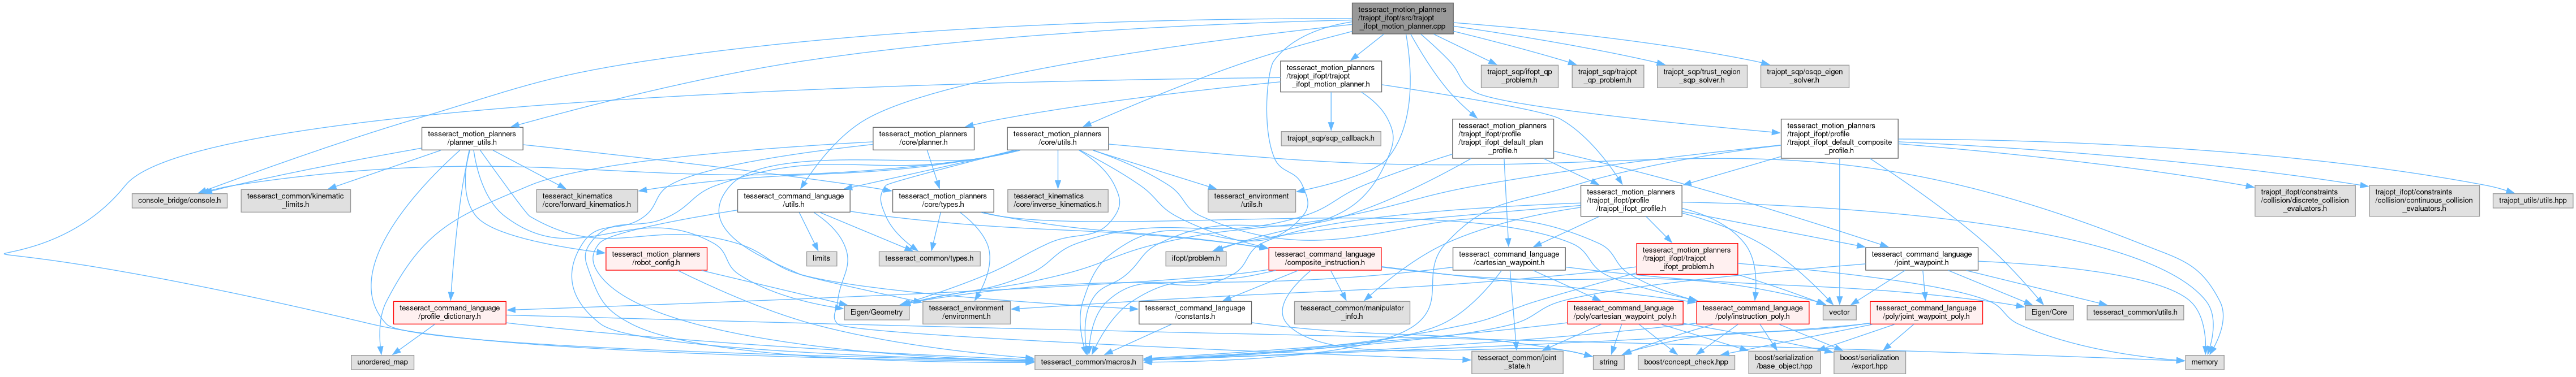 tesseract_motion_planners
/trajopt_ifopt/src/trajopt
_ifopt_motion_planner.cpp
tesseract_motion_planners
/trajopt_ifopt/trajopt
_ifopt_motion_planner.h
trajopt_sqp/ifopt_qp
_problem.h
trajopt_sqp/trajopt
_qp_problem.h
trajopt_sqp/trust_region
_sqp_solver.h
trajopt_sqp/osqp_eigen
_solver.h
tesseract_motion_planners
/planner_utils.h
tesseract_motion_planners
/core/planner.h
tesseract_motion_planners
/core/utils.h
trajopt_sqp/sqp_callback.h
tesseract_motion_planners
/trajopt_ifopt/profile
/trajopt_ifopt_default_plan
_profile.h
tesseract_motion_planners
/trajopt_ifopt/profile
/trajopt_ifopt_default_composite
_profile.h
console_bridge/console.h
tesseract_common/kinematic
_limits.h
tesseract_kinematics
/core/forward_kinematics.h
tesseract_command_language
/utils.h
tesseract_motion_planners
/core/types.h
tesseract_kinematics
/core/inverse_kinematics.h
tesseract_environment
/utils.h
tesseract_motion_planners
/trajopt_ifopt/profile
/trajopt_ifopt_profile.h
trajopt_ifopt/constraints
/collision/discrete_collision
_evaluators.h
trajopt_ifopt/constraints
/collision/continuous_collision
_evaluators.h
trajopt_utils/utils.hpp
tesseract_motion_planners
/robot_config.h
limits
tesseract_common/types.h
ifopt/problem.h
tesseract_command_language
/composite_instruction.h
tesseract_command_language
/cartesian_waypoint.h
tesseract_motion_planners
/trajopt_ifopt/trajopt
_ifopt_problem.h
tesseract_command_language
/joint_waypoint.h
tesseract_command_language
/profile_dictionary.h
Eigen/Geometry
tesseract_environment
/environment.h
tesseract_command_language
/constants.h
tesseract_common/manipulator
_info.h
tesseract_command_language
/poly/cartesian_waypoint_poly.h
tesseract_command_language
/poly/instruction_poly.h
vector
tesseract_command_language
/poly/joint_waypoint_poly.h
Eigen/Core
tesseract_common/utils.h
unordered_map
tesseract_common/macros.h
tesseract_common/joint
_state.h
string
boost/concept_check.hpp
boost/serialization
/base_object.hpp
boost/serialization
/export.hpp
memory